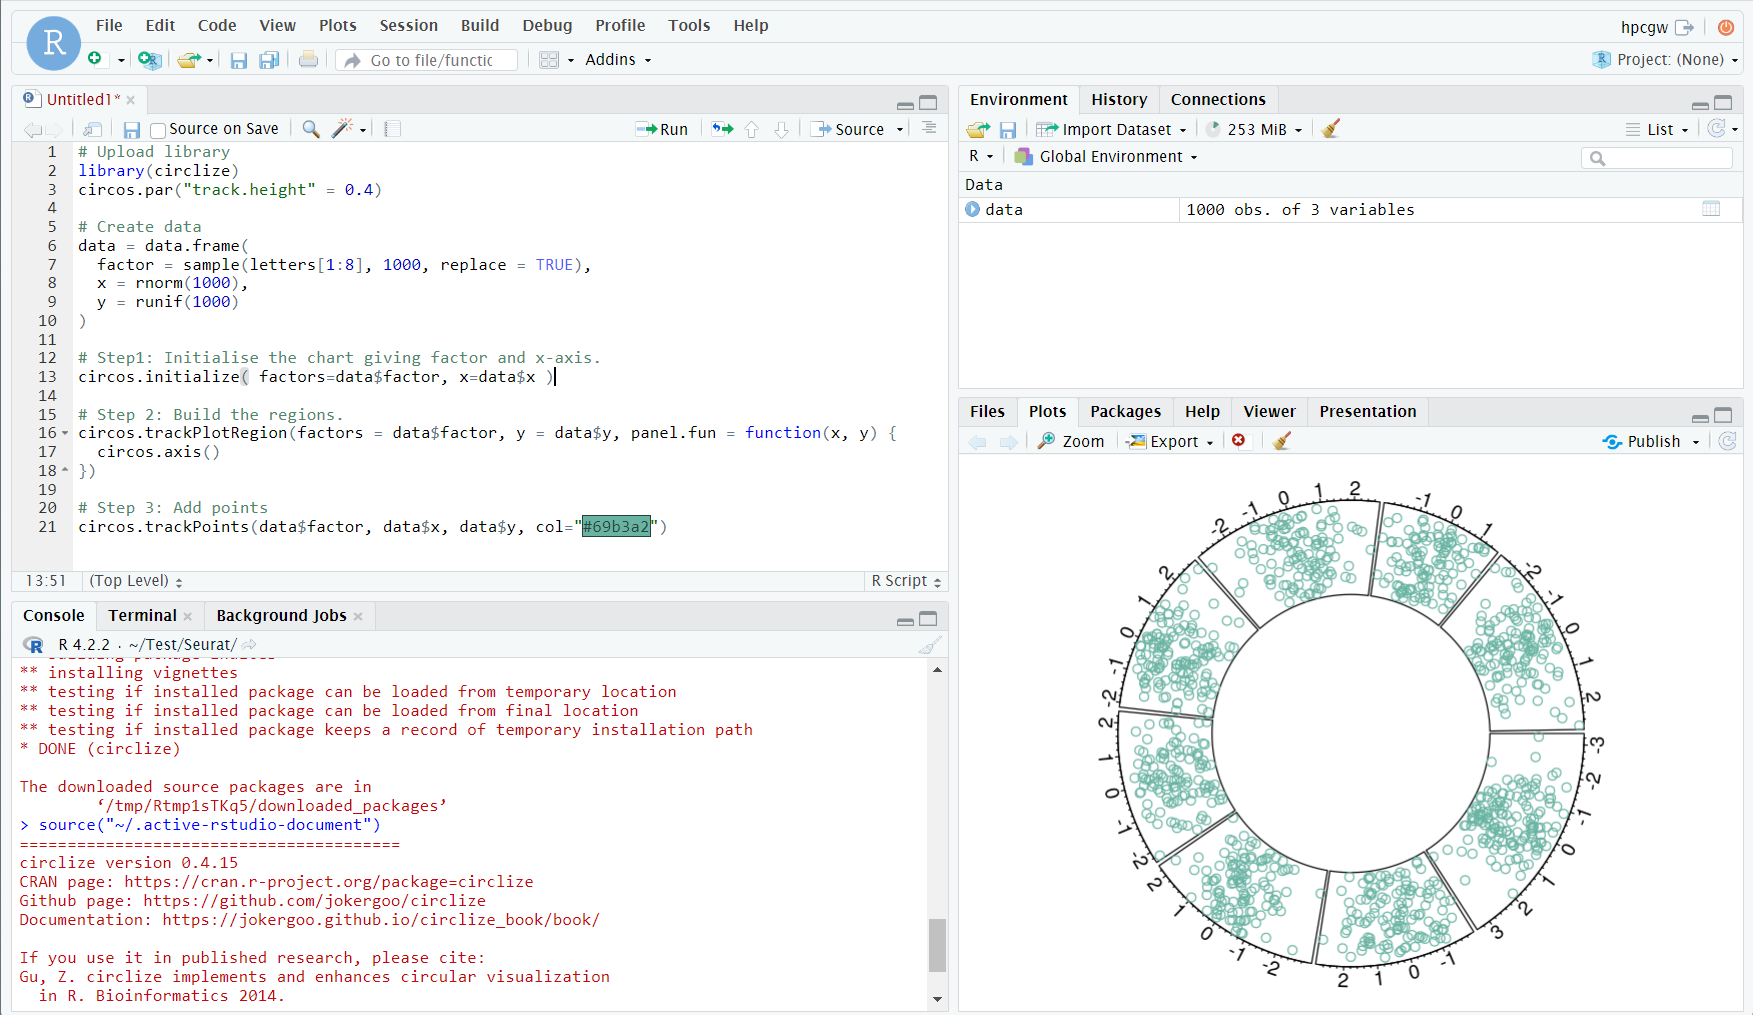 R
File Edit Code View Plots Session Build Debug Profile Tools Help
hpcgw
Go to file/functic
Addins
Project: (None)
Untitled1*
Source on Save
Run
Source
1 # Upload library
2 library(circlize)
3 circos.par("track.height" = 0.4)
4
5 # Create data
6 data = data.frame(
7 factor = sample(letters[1:8], 1000, replace = TRUE),
8 x = rnorm(1000),
9 y = runif(1000)
10 )
11
12 # Step1: Initialise the chart giving factor and x-axis.
13 circos.initialize( factors=data$factor, x=data$x )
14
15 # Step 2: Build the regions.
16 circos.trackPlotRegion(factors = data$factor, y = data$y, panel.fun = function(x, y) {
17 circos.axis()
18 })
19
20 # Step 3: Add points
21 circos.trackPoints(data$factor, data$x, data$y, col="#69b3a2")
13:51 (Top Level)
R Script
Console Terminal Background Jobs
R 4.2.2 · ~/Test/Seurat/
** installing vignettes
** testing if installed package can be loaded from temporary location
** testing if installed package can be loaded from final location
** testing if installed package keeps a record of temporary installation path
* DONE (circlize)
The downloaded source packages are in
‘/tmp/Rtmp1sTKq5/downloaded_packages’
> source("~/.active-rstudio-document")
========================================
circlize version 0.4.15
CRAN page: https://cran.r-project.org/package=circlize
Github page: https://github.com/jokergoo/circlize
Documentation: https://jokergoo.github.io/circlize_book/book/
If you use it in published research, please cite:
Gu, Z. circlize implements and enhances circular visualization
in R. Bioinformatics 2014.
Environment History Connections
Import Dataset
253 MiB
List
R
Global Environment
Data
data 1000 obs. of 3 variables
Files Plots Packages Help Viewer Presentation
Zoom
Export
Publish
-2 -1 0 1 2
-1 0 1
-2 -1 0 1 2
-3 -2 -1 0 1 2 3
-1 0 1 2
-2 -1 0 1 2
-2 -1 0 1 2
-2 -1 0 1 2